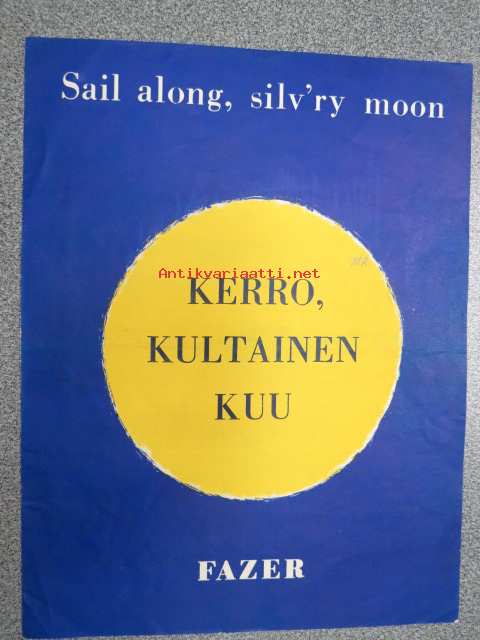 Sail along, silv'ry moon
Antikvariaatti.net
KERRO,
KULTAINEN
KUU
FAZER